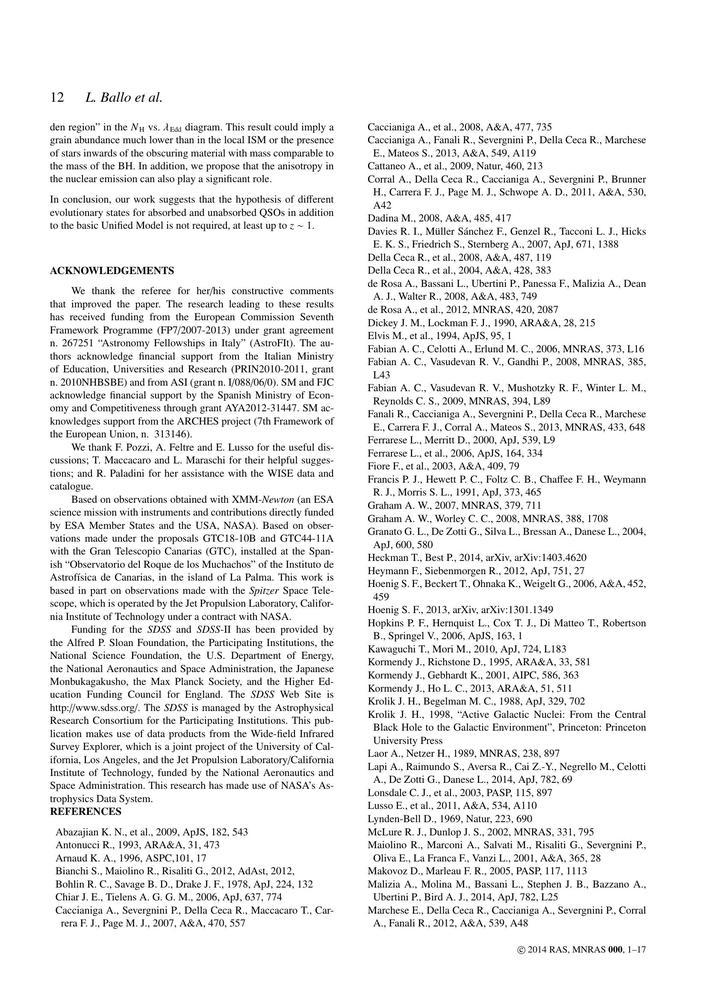 12 L. Ballo et al.
den region” in the NH vs. λEdd diagram. This result could imply a
grain abundance much lower than in the local ISM or the presence
of stars inwards of the obscuring material with mass comparable to
the mass of the BH. In addition, we propose that the anisotropy in
the nuclear emission can also play a significant role.
In conclusion, our work suggests that the hypothesis of different
evolutionary states for absorbed and unabsorbed QSOs in addition
to the basic Unified Model is not required, at least up to z ∼ 1.
ACKNOWLEDGEMENTS
We thank the referee for her/his constructive comments
that improved the paper. The research leading to these results
has received funding from the European Commission Seventh
Framework Programme (FP7/2007-2013) under grant agreement
n. 267251 “Astronomy Fellowships in Italy” (AstroFIt). The au-
thors acknowledge financial support from the Italian Ministry
of Education, Universities and Research (PRIN2010-2011, grant
n. 2010NHBSBE) and from ASI (grant n. I/088/06/0). SM and FJC
acknowledge financial support by the Spanish Ministry of Econ-
omy and Competitiveness through grant AYA2012-31447. SM ac-
knowledges support from the ARCHES project (7th Framework of
the European Union, n. 313146).
We thank F. Pozzi, A. Feltre and E. Lusso for the useful dis-
cussions; T. Maccacaro and L. Maraschi for their helpful sugges-
tions; and R. Paladini for her assistance with the WISE data and
catalogue.
Based on observations obtained with XMM-Newton (an ESA
science mission with instruments and contributions directly funded
by ESA Member States and the USA, NASA). Based on obser-
vations made under the proposals GTC18-10B and GTC44-11A
with the Gran Telescopio Canarias (GTC), installed at the Span-
ish “Observatorio del Roque de los Muchachos” of the Instituto de
Astrofísica de Canarias, in the island of La Palma. This work is
based in part on observations made with the Spitzer Space Tele-
scope, which is operated by the Jet Propulsion Laboratory, Califor-
nia Institute of Technology under a contract with NASA.
Funding for the SDSS and SDSS-II has been provided by
the Alfred P. Sloan Foundation, the Participating Institutions, the
National Science Foundation, the U.S. Department of Energy,
the National Aeronautics and Space Administration, the Japanese
Monbukagakusho, the Max Planck Society, and the Higher Ed-
ucation Funding Council for England. The SDSS Web Site is
http://www.sdss.org/. The SDSS is managed by the Astrophysical
Research Consortium for the Participating Institutions. This pub-
lication makes use of data products from the Wide-field Infrared
Survey Explorer, which is a joint project of the University of Cal-
ifornia, Los Angeles, and the Jet Propulsion Laboratory/California
Institute of Technology, funded by the National Aeronautics and
Space Administration. This research has made use of NASA’s As-
trophysics Data System.
REFERENCES
Abazajian K. N., et al., 2009, ApJS, 182, 543
Antonucci R., 1993, ARA&A, 31, 473
Arnaud K. A., 1996, ASPC,101, 17
Bianchi S., Maiolino R., Risaliti G., 2012, AdAst, 2012,
Bohlin R. C., Savage B. D., Drake J. F., 1978, ApJ, 224, 132
Chiar J. E., Tielens A. G. G. M., 2006, ApJ, 637, 774
Caccianiga A., Severgnini P., Della Ceca R., Maccacaro T., Car-
rera F. J., Page M. J., 2007, A&A, 470, 557
Caccianiga A., et al., 2008, A&A, 477, 735
Caccianiga A., Fanali R., Severgnini P., Della Ceca R., Marchese
E., Mateos S., 2013, A&A, 549, A119
Cattaneo A., et al., 2009, Natur, 460, 213
Corral A., Della Ceca R., Caccianiga A., Severgnini P., Brunner
H., Carrera F. J., Page M. J., Schwope A. D., 2011, A&A, 530,
A42
Dadina M., 2008, A&A, 485, 417
Davies R. I., Müller Sánchez F., Genzel R., Tacconi L. J., Hicks
E. K. S., Friedrich S., Sternberg A., 2007, ApJ, 671, 1388
Della Ceca R., et al., 2008, A&A, 487, 119
Della Ceca R., et al., 2004, A&A, 428, 383
de Rosa A., Bassani L., Ubertini P., Panessa F., Malizia A., Dean
A. J., Walter R., 2008, A&A, 483, 749
de Rosa A., et al., 2012, MNRAS, 420, 2087
Dickey J. M., Lockman F. J., 1990, ARA&A, 28, 215
Elvis M., et al., 1994, ApJS, 95, 1
Fabian A. C., Celotti A., Erlund M. C., 2006, MNRAS, 373, L16
Fabian A. C., Vasudevan R. V., Gandhi P., 2008, MNRAS, 385,
L43
Fabian A. C., Vasudevan R. V., Mushotzky R. F., Winter L. M.,
Reynolds C. S., 2009, MNRAS, 394, L89
Fanali R., Caccianiga A., Severgnini P., Della Ceca R., Marchese
E., Carrera F. J., Corral A., Mateos S., 2013, MNRAS, 433, 648
Ferrarese L., Merritt D., 2000, ApJ, 539, L9
Ferrarese L., et al., 2006, ApJS, 164, 334
Fiore F., et al., 2003, A&A, 409, 79
Francis P. J., Hewett P. C., Foltz C. B., Chaffee F. H., Weymann
R. J., Morris S. L., 1991, ApJ, 373, 465
Graham A. W., 2007, MNRAS, 379, 711
Graham A. W., Worley C. C., 2008, MNRAS, 388, 1708
Granato G. L., De Zotti G., Silva L., Bressan A., Danese L., 2004,
ApJ, 600, 580
Heckman T., Best P., 2014, arXiv, arXiv:1403.4620
Heymann F., Siebenmorgen R., 2012, ApJ, 751, 27
Hoenig S. F., Beckert T., Ohnaka K., Weigelt G., 2006, A&A, 452,
459
Hoenig S. F., 2013, arXiv, arXiv:1301.1349
Hopkins P. F., Hernquist L., Cox T. J., Di Matteo T., Robertson
B., Springel V., 2006, ApJS, 163, 1
Kawaguchi T., Mori M., 2010, ApJ, 724, L183
Kormendy J., Richstone D., 1995, ARA&A, 33, 581
Kormendy J., Gebhardt K., 2001, AIPC, 586, 363
Kormendy J., Ho L. C., 2013, ARA&A, 51, 511
Krolik J. H., Begelman M. C., 1988, ApJ, 329, 702
Krolik J. H., 1998, “Active Galactic Nuclei: From the Central
Black Hole to the Galactic Environment”, Princeton: Princeton
University Press
Laor A., Netzer H., 1989, MNRAS, 238, 897
Lapi A., Raimundo S., Aversa R., Cai Z.-Y., Negrello M., Celotti
A., De Zotti G., Danese L., 2014, ApJ, 782, 69
Lonsdale C. J., et al., 2003, PASP, 115, 897
Lusso E., et al., 2011, A&A, 534, A110
Lynden-Bell D., 1969, Natur, 223, 690
McLure R. J., Dunlop J. S., 2002, MNRAS, 331, 795
Maiolino R., Marconi A., Salvati M., Risaliti G., Severgnini P.,
Oliva E., La Franca F., Vanzi L., 2001, A&A, 365, 28
Makovoz D., Marleau F. R., 2005, PASP, 117, 1113
Malizia A., Molina M., Bassani L., Stephen J. B., Bazzano A.,
Ubertini P., Bird A. J., 2014, ApJ, 782, L25
Marchese E., Della Ceca R., Caccianiga A., Severgnini P., Corral
A., Fanali R., 2012, A&A, 539, A48
© 2014 RAS, MNRAS 000, 1–17